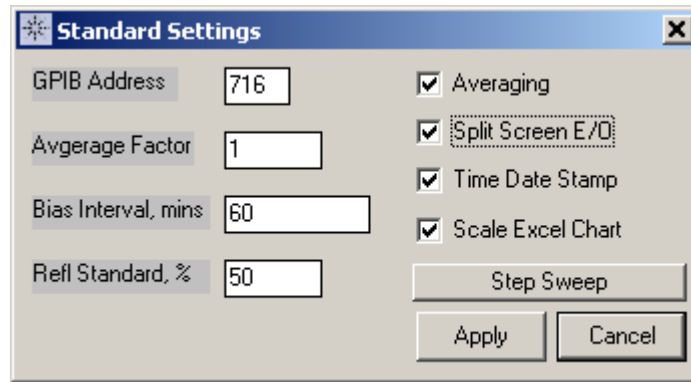 Standard Settings
GPIB Address 716
Avgerage Factor 1
Bias Interval, mins 60
Refl Standard, % 50
Averaging
Split Screen E/O
Time Date Stamp
Scale Excel Chart
Step Sweep
Apply Cancel